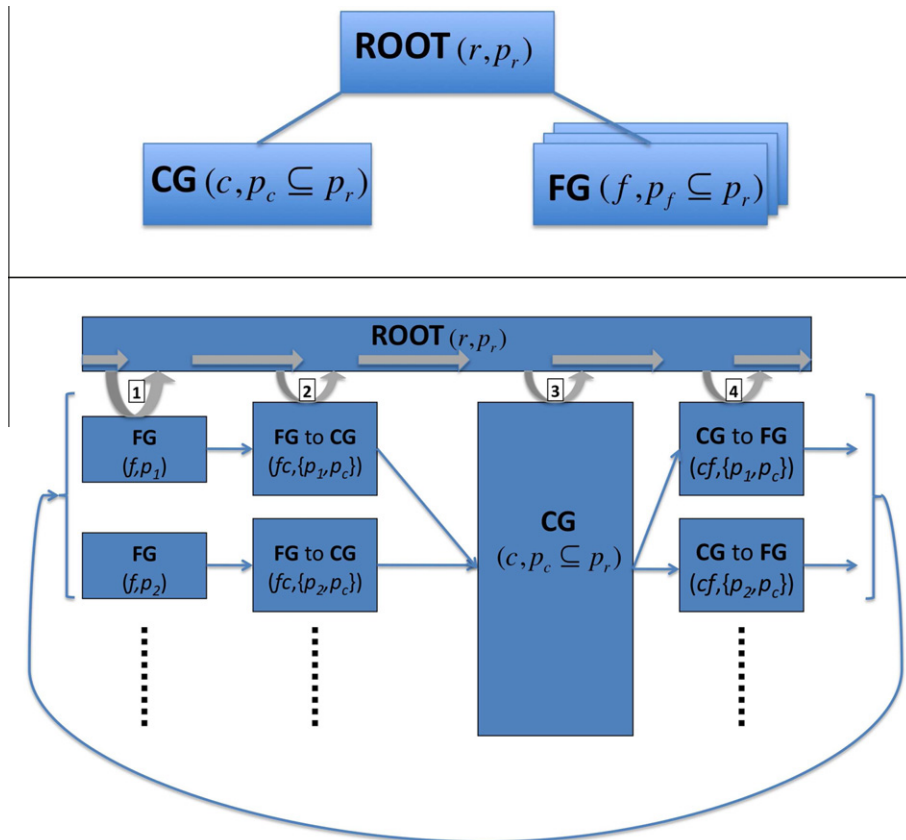 ROOT (r, p_r)
CG (c, p_c ⊆ p_r)
FG (f, p_f ⊆ p_r)
ROOT (r, p_r)
1
2
3
4
FG
(f,p_1)
FG to CG
(fc,{p_1,p_c})
CG to FG
(cf,{p_1,p_c})
CG
(c, p_c ⊆ p_r)
FG
(f,p_2)
FG to CG
(fc,{p_2,p_c})
CG to FG
(cf,{p_2,p_c})